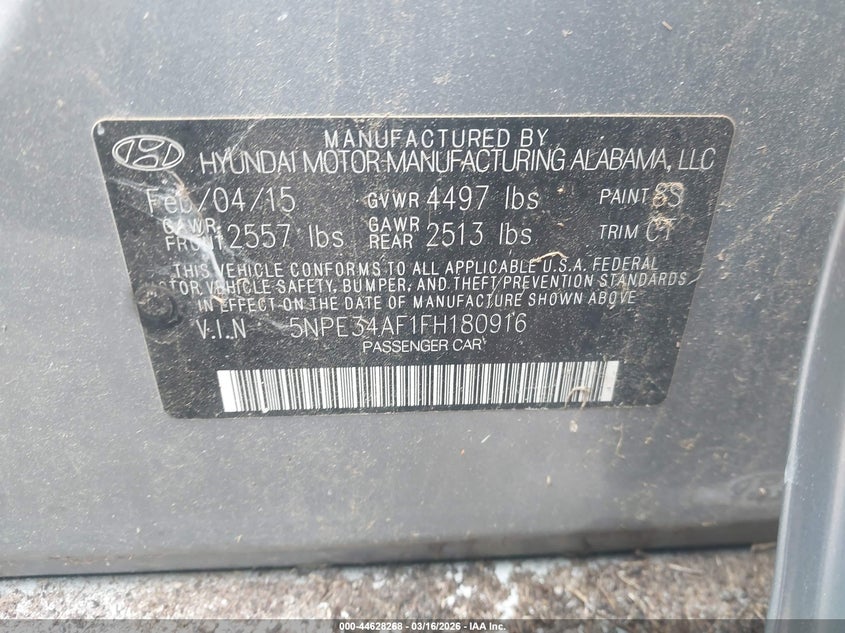 MANUFACTURED BY
HYUNDAI MOTOR MANUFACTURING ALABAMA, LLC
Feb/04/15 GVWR 4497 lbs PAINT
GAWR FRONT 2557 lbs GAWR REAR 2513 lbs TRIM CT
THIS VEHICLE CONFORMS TO ALL APPLICABLE U.S.A. FEDERAL
MOTOR VEHICLE SAFETY, BUMPER, AND THEFT PREVENTION STANDARDS
IN EFFECT ON THE DATE OF MANUFACTURE SHOWN ABOVE.
V.I.N 5NPE34AF1FH180916
PASSENGER CAR
000-44628268 - 03/16/2026 - IAA Inc.